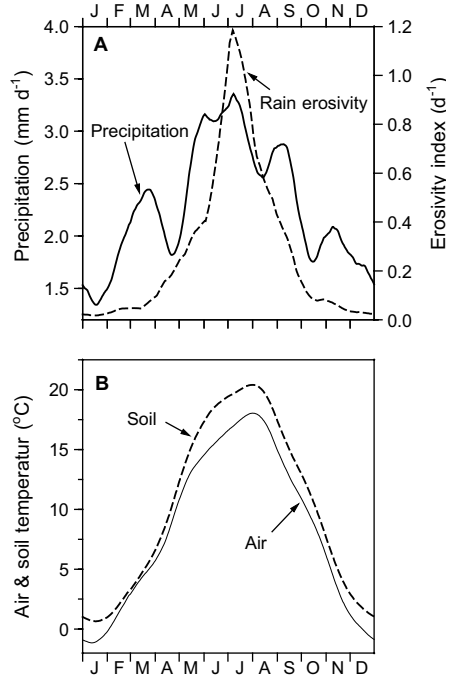 J F M A M J J A S O N D
A
Precipitation (mm d-1)
4.0
3.5
3.0
2.5
2.0
1.5
Precipitation
Rain erosivity
1.2
1.0
0.8
0.6
0.4
0.2
0.0
Erosivity index (d-1)
B
Air & soil temperatur (°C)
20
15
10
5
0
Soil
Air
J F M A M J J A S O N D